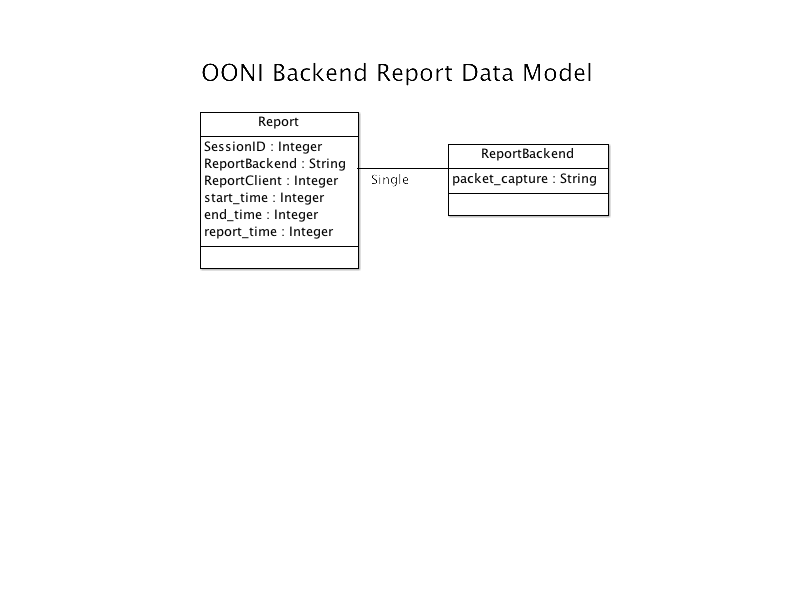 OONI Backend Report Data Model
Report
SessionID : Integer
ReportBackend : String
ReportClient : Integer
start_time : Integer
end_time : Integer
report_time : Integer
Single
ReportBackend
packet_capture : String